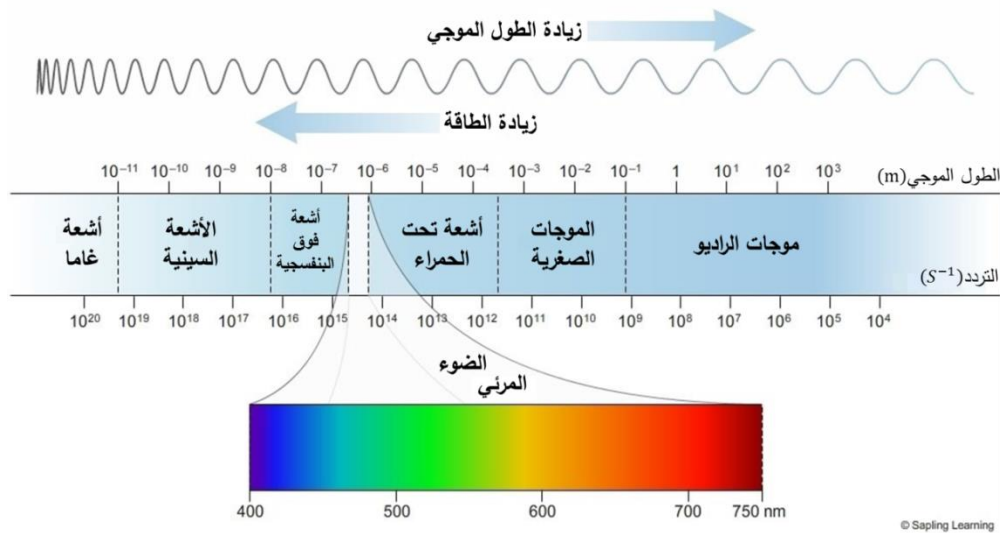 زيادة الطول الموجي
زيادة الطاقة
10⁻¹¹ 10⁻¹⁰ 10⁻⁹ 10⁻⁸ 10⁻⁷ 10⁻⁶ 10⁻⁵ 10⁻⁴ 10⁻³ 10⁻² 10⁻¹ 1 10¹ 10² 10³ الطول الموجي(m)
أشعة
غاما
الأشعة
السينية
أشعة
فوق
البنفسجية
أشعة تحت
الحمراء
الموجات
الصغرية
موجات الراديو
التردد(S⁻¹)
10²⁰ 10¹⁹ 10¹⁸ 10¹⁷ 10¹⁶ 10¹⁵ 10¹⁴ 10¹³ 10¹² 10¹¹ 10¹⁰ 10⁹ 10⁸ 10⁷ 10⁶ 10⁵ 10⁴
الضوء
المرئي
400 500 600 700 750 nm
© Sapling Learning